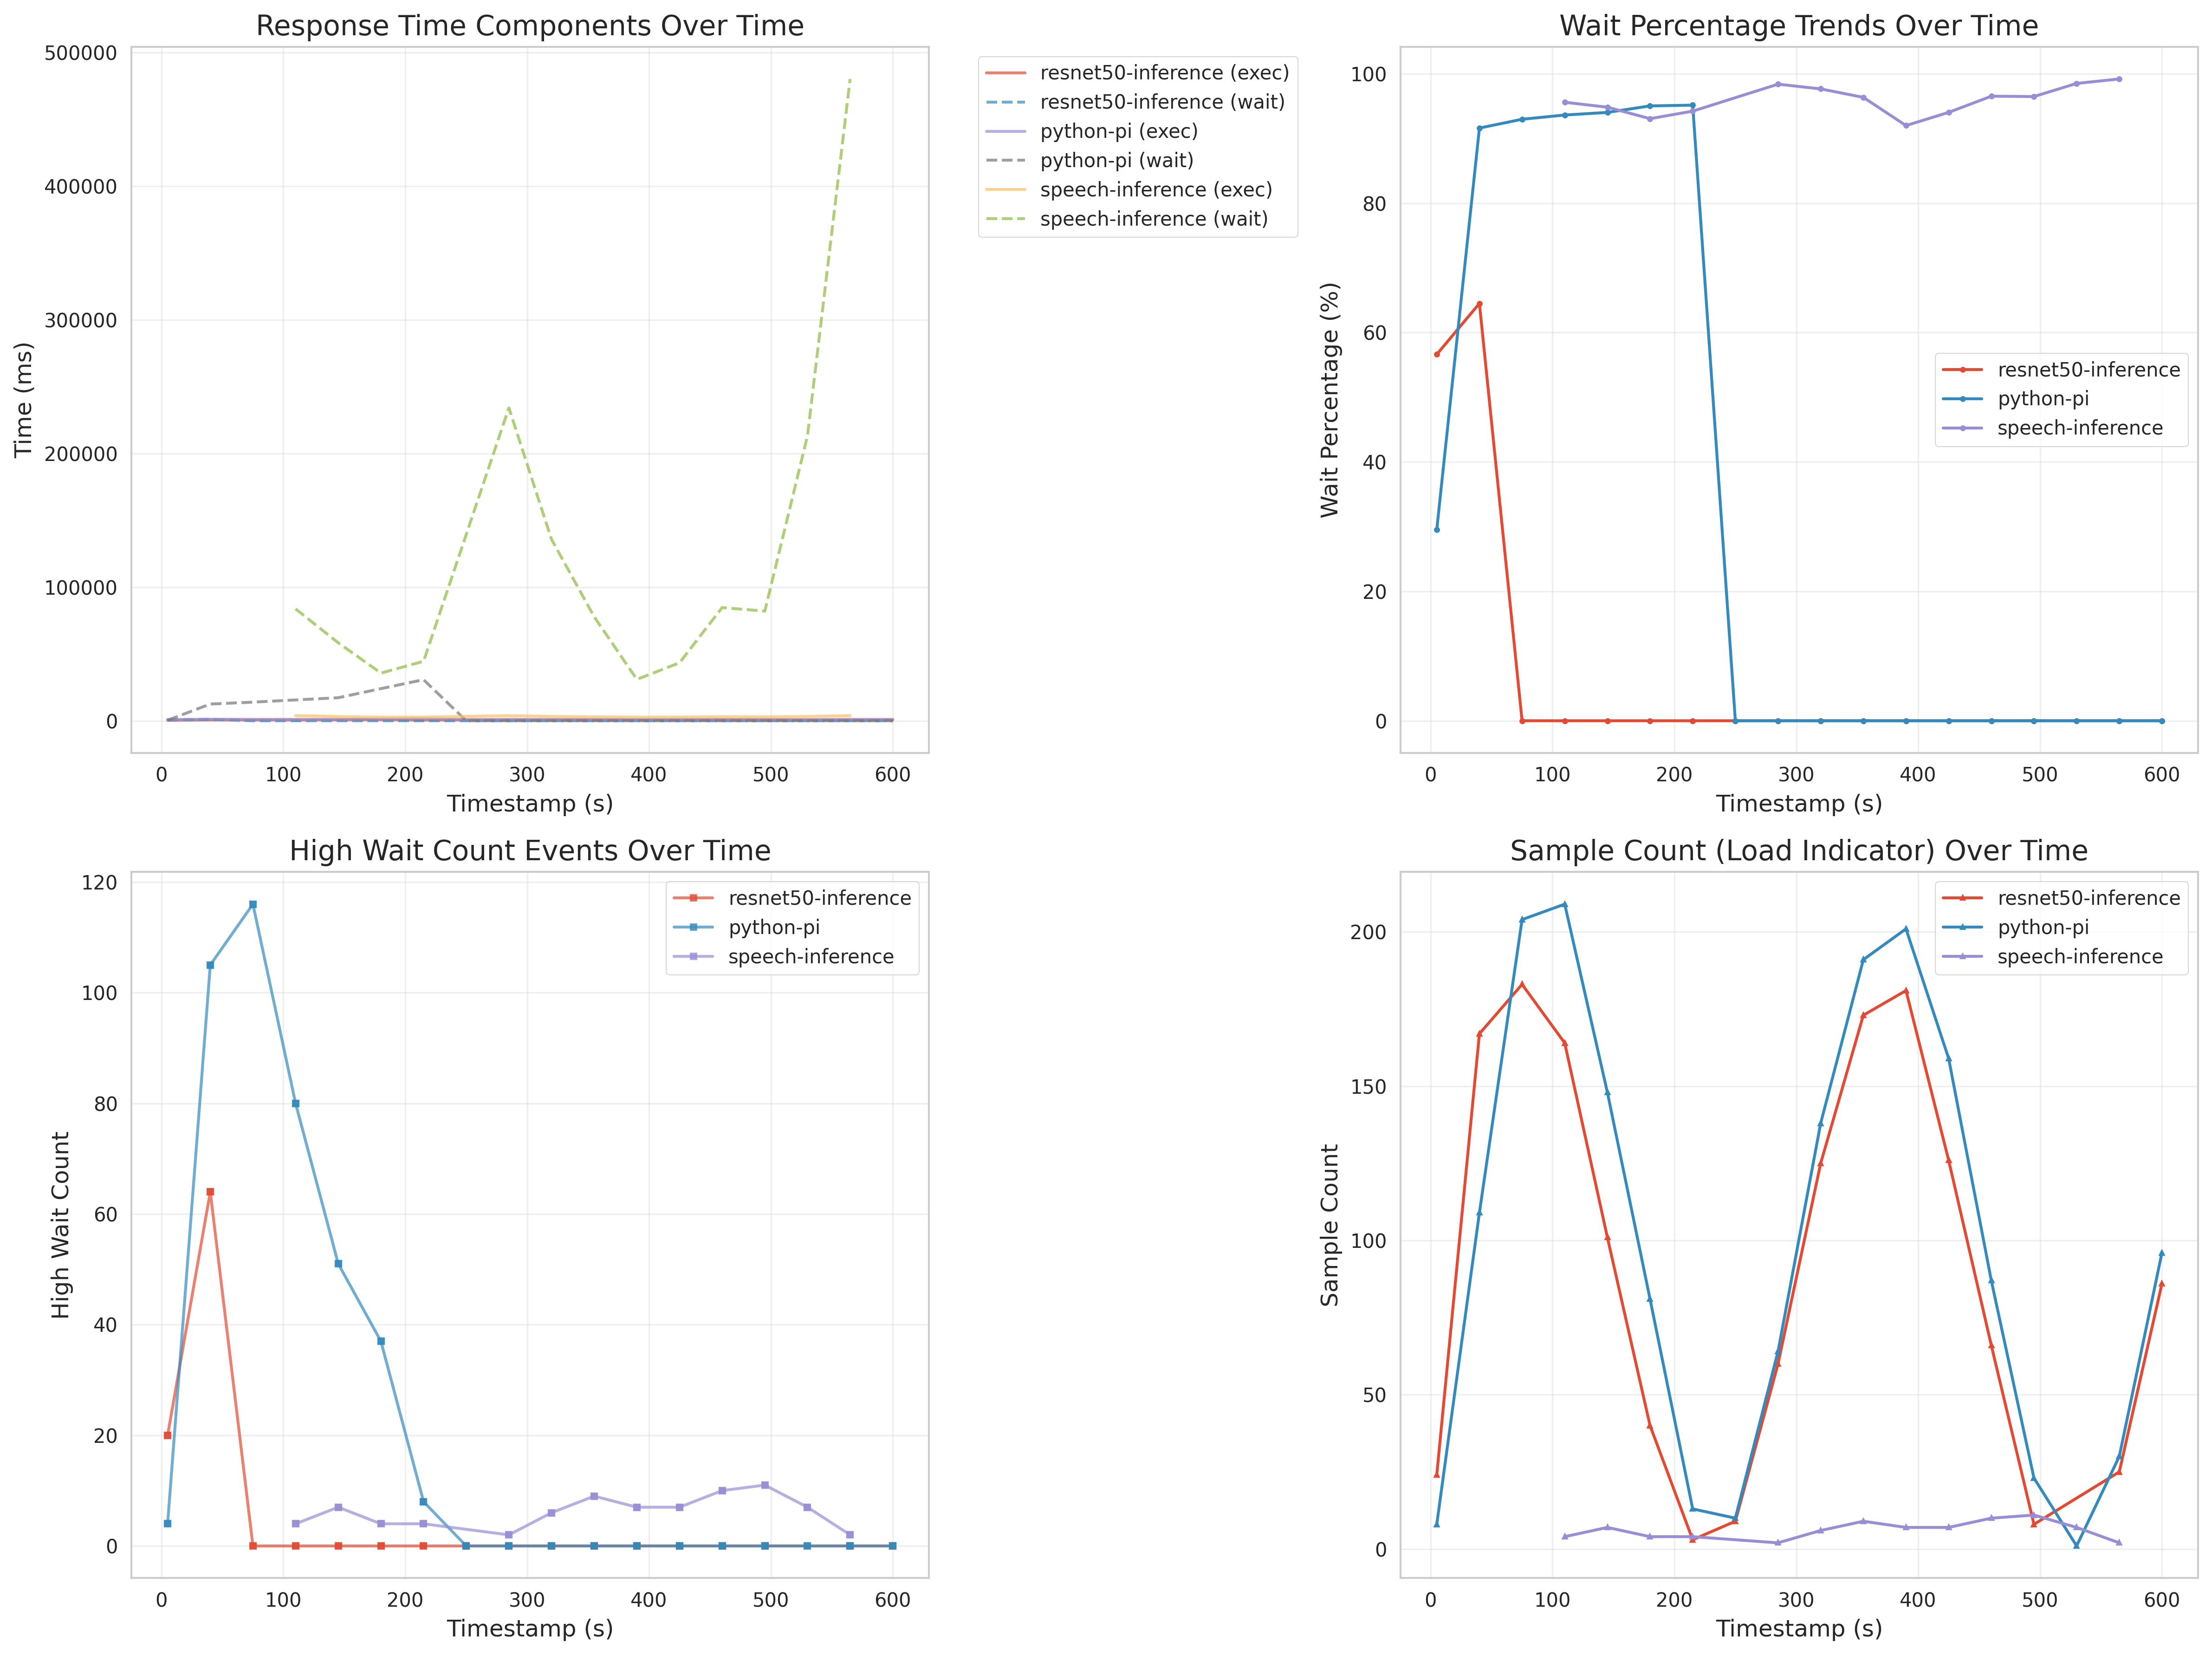 Response Time Components Over Time
500000
400000
300000
200000
100000
0
Time (ms)
0 100 200 300 400 500 600
Timestamp (s)
resnet50-inference (exec)
resnet50-inference (wait)
python-pi (exec)
python-pi (wait)
speech-inference (exec)
speech-inference (wait)
Wait Percentage Trends Over Time
100
80
60
40
20
0
Wait Percentage (%)
resnet50-inference
python-pi
speech-inference
0 100 200 300 400 500 600
Timestamp (s)
High Wait Count Events Over Time
120
100
80
60
40
20
0
High Wait Count
resnet50-inference
python-pi
speech-inference
0 100 200 300 400 500 600
Timestamp (s)
Sample Count (Load Indicator) Over Time
200
150
100
50
0
Sample Count
resnet50-inference
python-pi
speech-inference
0 100 200 300 400 500 600
Timestamp (s)